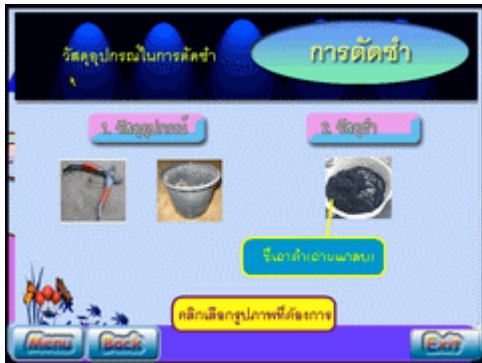 วัสดุอุปกรณ์ในการตัดชำ
การตัดชำ
1. วัสดุอุปกรณ์
2. วัสดุชำ
ขี้เถ้าดำ(ถ่านแกลบ)
คลิกเลือกรูปภาพที่ต้องการ
Menu
Back
Exit